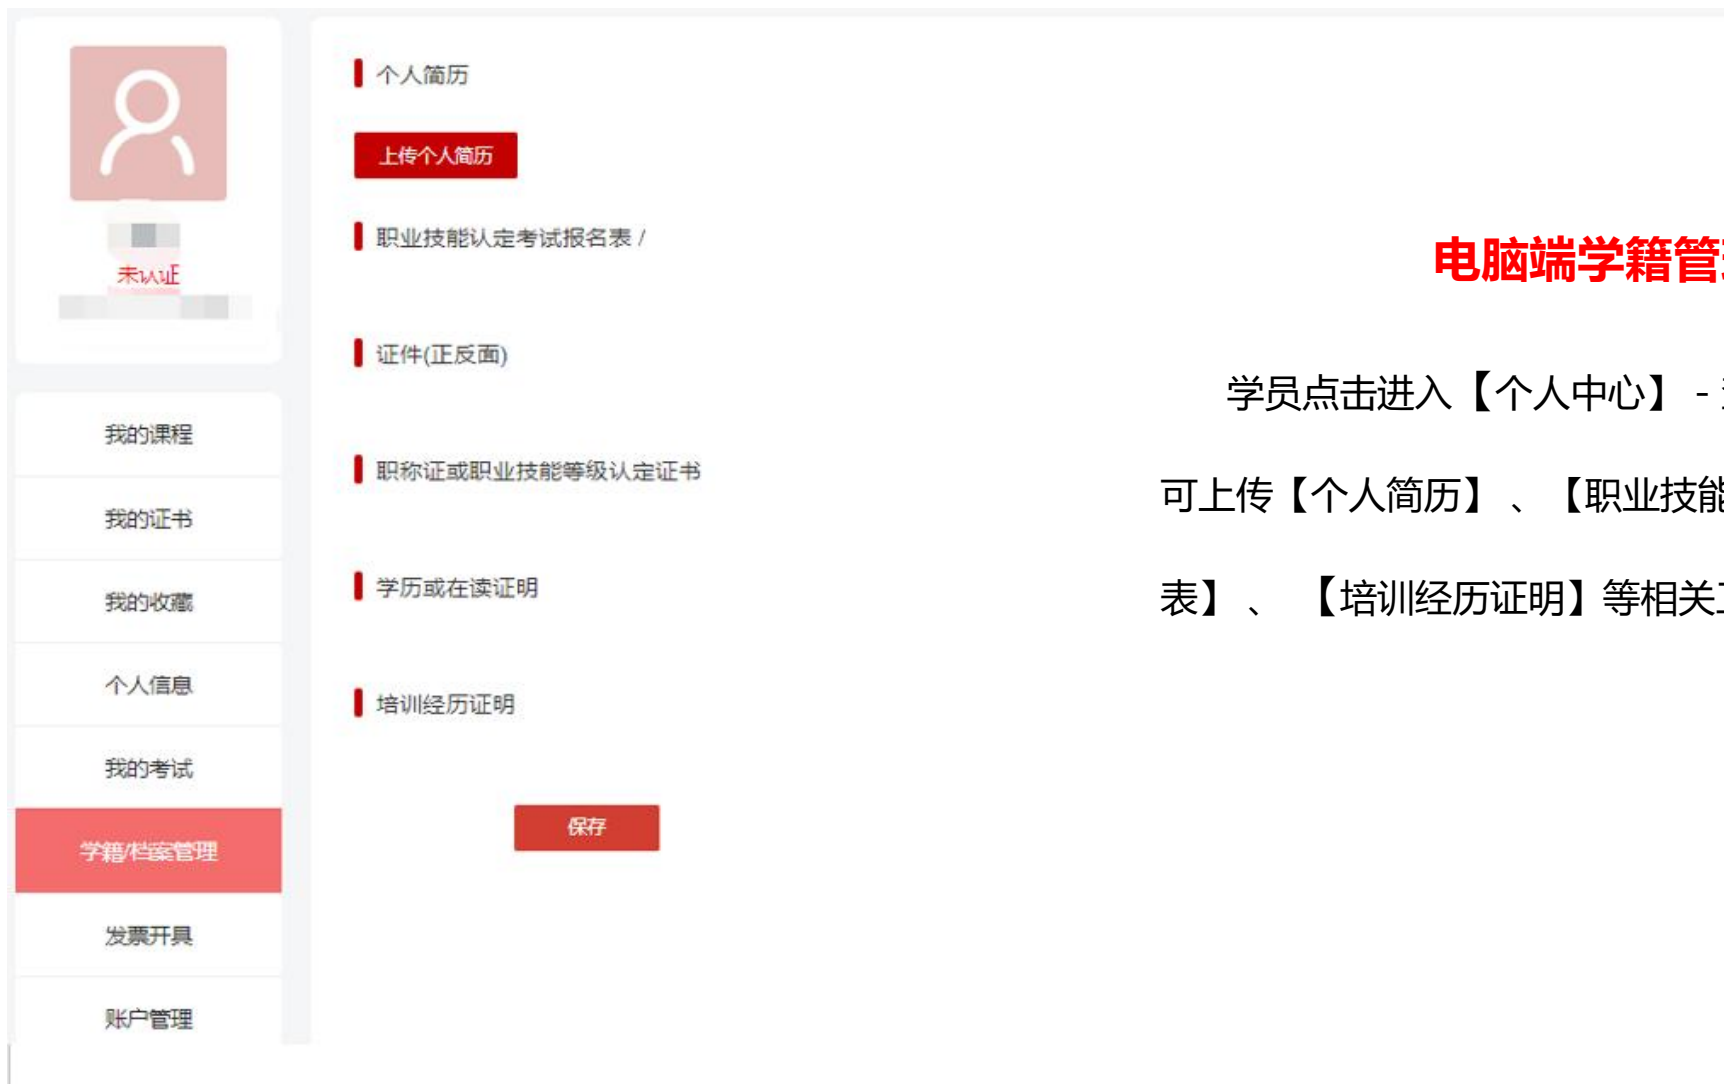 未认证
我的课程
我的证书
我的收藏
个人信息
我的考试
学籍/档案管理
发票开具
账户管理
个人简历
上传个人简历
职业技能认定考试报名表 /
证件(正反面)
职称证或职业技能等级认定证书
学历或在读证明
培训经历证明
保存
电脑端学籍管
学员点击进入【个人中心】 -
可上传【个人简历】 、 【职业技能
表】 、 【培训经历证明】等相关